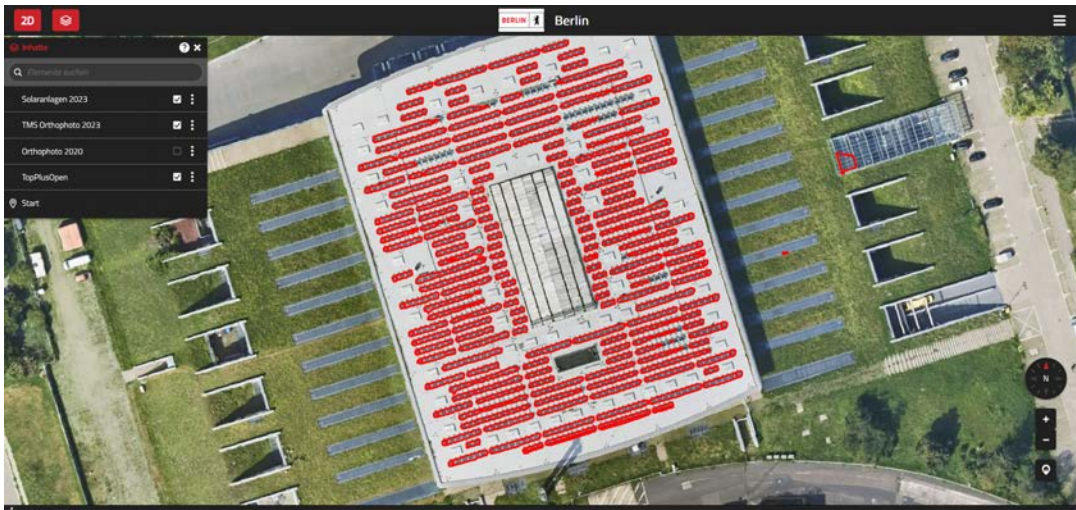 2D
BERLIN
Berlin
Inhalte
Elemente suchen
Solaranlagen 2023
TMS Orthophoto 2023
Orthophoto 2020
TopPlusOpen
Start
N